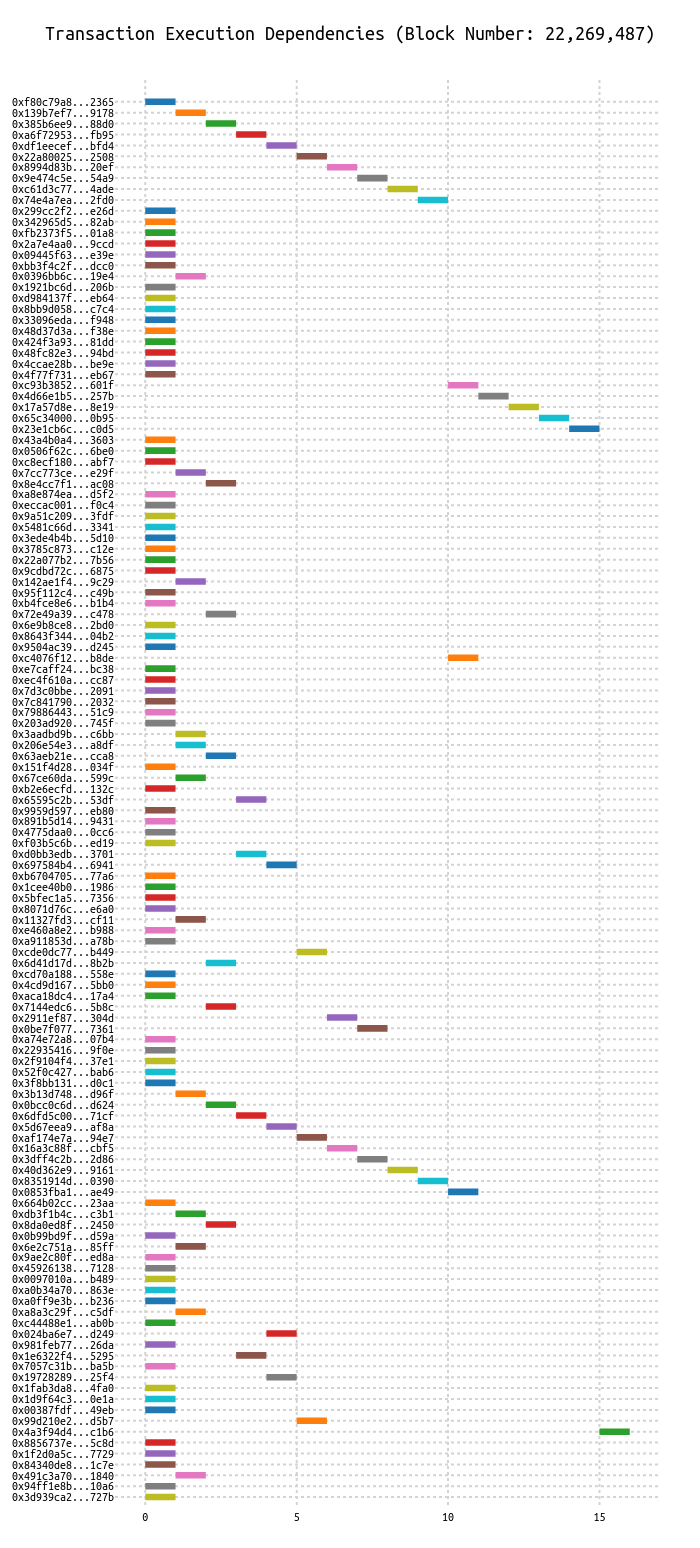 Transaction Execution Dependencies (Block Number: 22,269,487)
0xf80c79a8...2365
0x139b7ef7...9178
0x385b6ee9...88d0
0xa6f72953...fb95
0xdf1eecef...bfd4
0x22a80025...2508
0x8994d83b...20ef
0x9e474c5e...54a9
0xc61d3c77...4ade
0x74e4a7ea...2fd0
0x299cc2f2...e26d
0x342965d5...82ab
0xfb2373f5...01a8
0x2a7e4aa0...9ccd
0x09445f63...e39e
0xbb3f4c2f...dcc0
0x0396bb6c...19e4
0x1921bc6d...206b
0xd984137f...eb64
0x8bb9d058...c7c4
0x33096eda...f948
0x48d37d3a...f38e
0x424f3a93...81dd
0x48fc82e3...94bd
0x4ccae28b...be9e
0x4f77f731...eb67
0xc93b3852...601f
0x4d66e1b5...257b
0x17a57d8e...8e19
0x65c34000...0b95
0x23e1cb6c...c0d5
0x43a4b0a4...3603
0x0506f62c...6be0
0xc8ecf180...abf7
0x7cc773ce...e29f
0x8e4cc7f1...ac08
0xa8e874ea...d5f2
0xeccac001...f0c4
0x9a51c209...3fdf
0x5481c66d...3341
0x3ede4b4b...5d10
0x3785c873...c12e
0x22a077b2...7b56
0x9cdbd72c...6875
0x142ae1f4...9c29
0x95f112c4...c49b
0xb4fce8e6...b1b4
0x72e49a39...c478
0x6e9b8ce8...2bd0
0x8643f344...04b2
0x9504ac39...d245
0xc4076f12...b8de
0xe7caff24...bc38
0xec4f610a...cc87
0x7d3c0bbe...2091
0x7c841790...2032
0x79886443...51c9
0x203ad920...745f
0x3aadbd9b...c6bb
0x206e54e3...a8df
0x63aeb21e...cca8
0x151f4d28...034f
0x67ce60da...599c
0xb2e6ecfd...132c
0x65595c2b...53df
0x9959d597...eb80
0x891b5d14...9431
0x4775daa0...0cc6
0xf03b5c6b...ed19
0xd0bb3edb...3701
0x697584b4...6941
0xb6704705...77a6
0x1cee40b0...1986
0x5bfec1a5...7356
0x8071d76c...e6a0
0x11327fd3...cf11
0xe460a8e2...b988
0xa911853d...a78b
0xcde0dc77...b449
0x6d41d17d...8b2b
0xcd70a188...558e
0x4cd9d167...5bb0
0xaca18dc4...17a4
0x7144edc6...5b8c
0x2911ef87...304d
0x0be7f077...7361
0xa74e72a8...07b4
0x22935416...9f0e
0x2f9104f4...37e1
0x52f0c427...bab6
0x3f8bb131...d0c1
0x3b13d748...d96f
0x0bcc0c6d...d624
0x6dfd5c00...71cf
0x5d67eea9...af8a
0xaf174e7a...94e7
0x16a3c88f...cbf5
0x3dff4c2b...2d86
0x40d362e9...9161
0x8351914d...0390
0x0853fba1...ae49
0x664b02cc...23aa
0xdb3f1b4c...c3b1
0x8da0ed8f...2450
0x0b99bd9f...d59a
0x6e2c751a...85ff
0x9ae2c80f...ed8a
0x45926138...7128
0x0097010a...b489
0xa0b34a70...863e
0xa0ff9e3b...b236
0xa8a3c29f...c5df
0xc44488e1...ab0b
0x024ba6e7...d249
0x981feb77...26da
0x1e6322f4...5295
0x7057c31b...ba5b
0x19728289...25f4
0x1fab3da8...4fa0
0x1d9f64c3...0e1a
0x00387fdf...49eb
0x99d210e2...d5b7
0x4a3f94d4...c1b6
0x8856737e...5c8d
0x1f2d0a5c...7729
0x84340de8...1c7e
0x491c3a70...1840
0x94ff1e8b...10a6
0x3d939ca2...727b
0 5 10 15